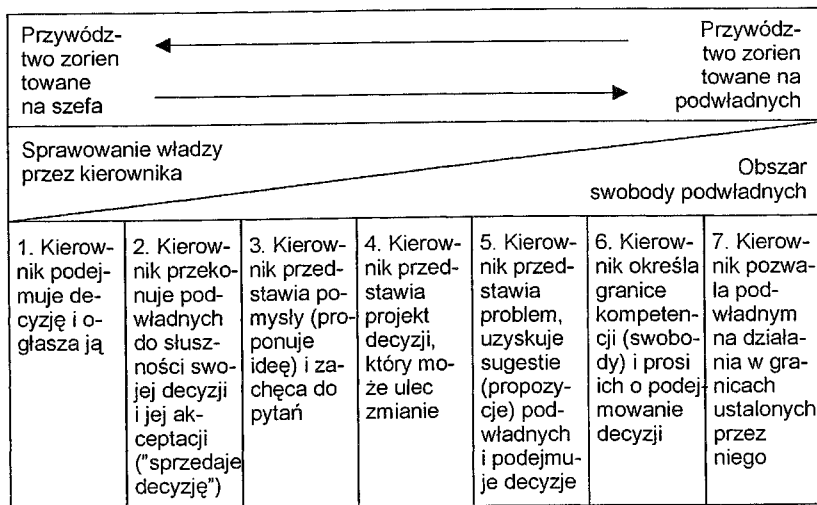 Przywódz-
two zorien
towane
na szefa
Przywódz-
two zorien
towane na
podwładnych
Sprawowanie władzy
przez kierownika
Obszar
swobody podwładnych
1. Kierow-
nik podej-
muje de-
cyzję i o-
głasza ją
2. Kierow-
nik przeko-
nuje pod-
władnych
do słusz-
ności swo-
jej decyzji
i jej ak-
ceptacji
("sprzedaje
decyzję")
3. Kierow-
nik przed-
stawia po-
mysły (pro-
ponuje
ideę) i za-
chęca do
pytań
4. Kierow-
nik przed-
stawia
projekt
decyzji,
który mo-
że ulec
zmianie
5. Kierow-
nik przed-
stawia
problem,
uzyskuje
sugestie
(propozy-
cje) pod-
władnych
i podejmu-
je decyzje
6. Kierow-
nik określa
granice
kompeten-
cji (swobo-
dy) i prosi
ich o podej-
mowanie
decyzji
7. Kierow-
nik pozwa-
la pod-
władnym
na działa-
nia w gra-
nicach
ustalonych
przez
niego